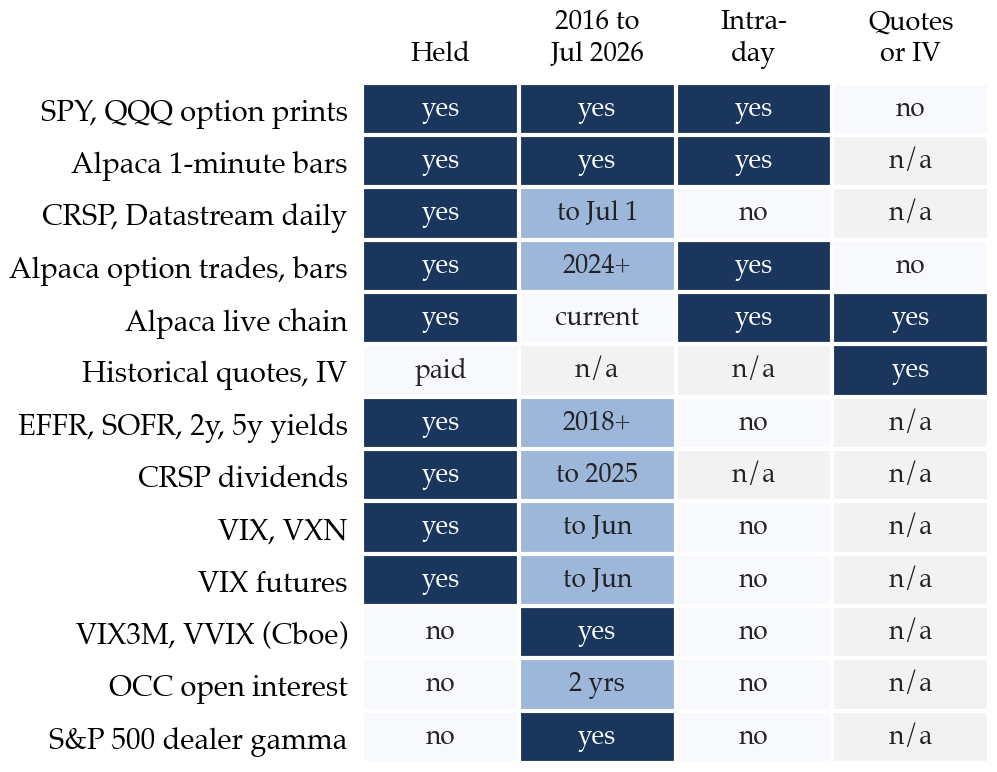 Held
2016 to
Jul 2026
Intra-
day
Quotes
or IV
SPY, QQQ option prints yes yes yes no
Alpaca 1-minute bars yes yes yes n/a
CRSP, Datastream daily yes to Jul 1 no n/a
Alpaca option trades, bars yes 2024+ yes no
Alpaca live chain yes current yes yes
Historical quotes, IV paid n/a n/a yes
EFFR, SOFR, 2y, 5y yields yes 2018+ no n/a
CRSP dividends yes to 2025 n/a n/a
VIX, VXN yes to Jun no n/a
VIX futures yes to Jun no n/a
VIX3M, VVIX (Cboe) no yes no n/a
OCC open interest no 2 yrs no n/a
S&P 500 dealer gamma no yes no n/a